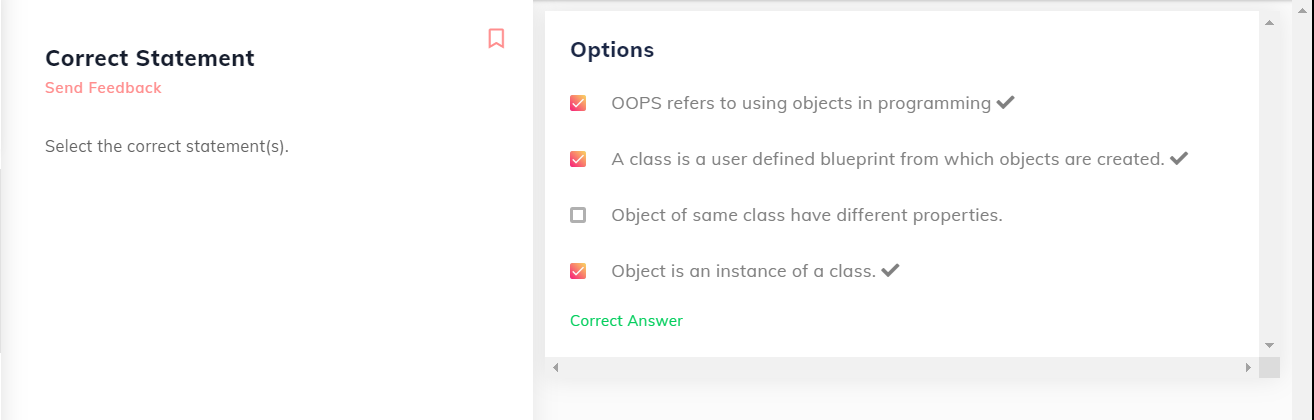 Correct Statement
Send Feedback
Select the correct statement(s).
Options
OOPS refers to using objects in programming
A class is a user defined blueprint from which objects are created.
Object of same class have different properties.
Object is an instance of a class.
Correct Answer